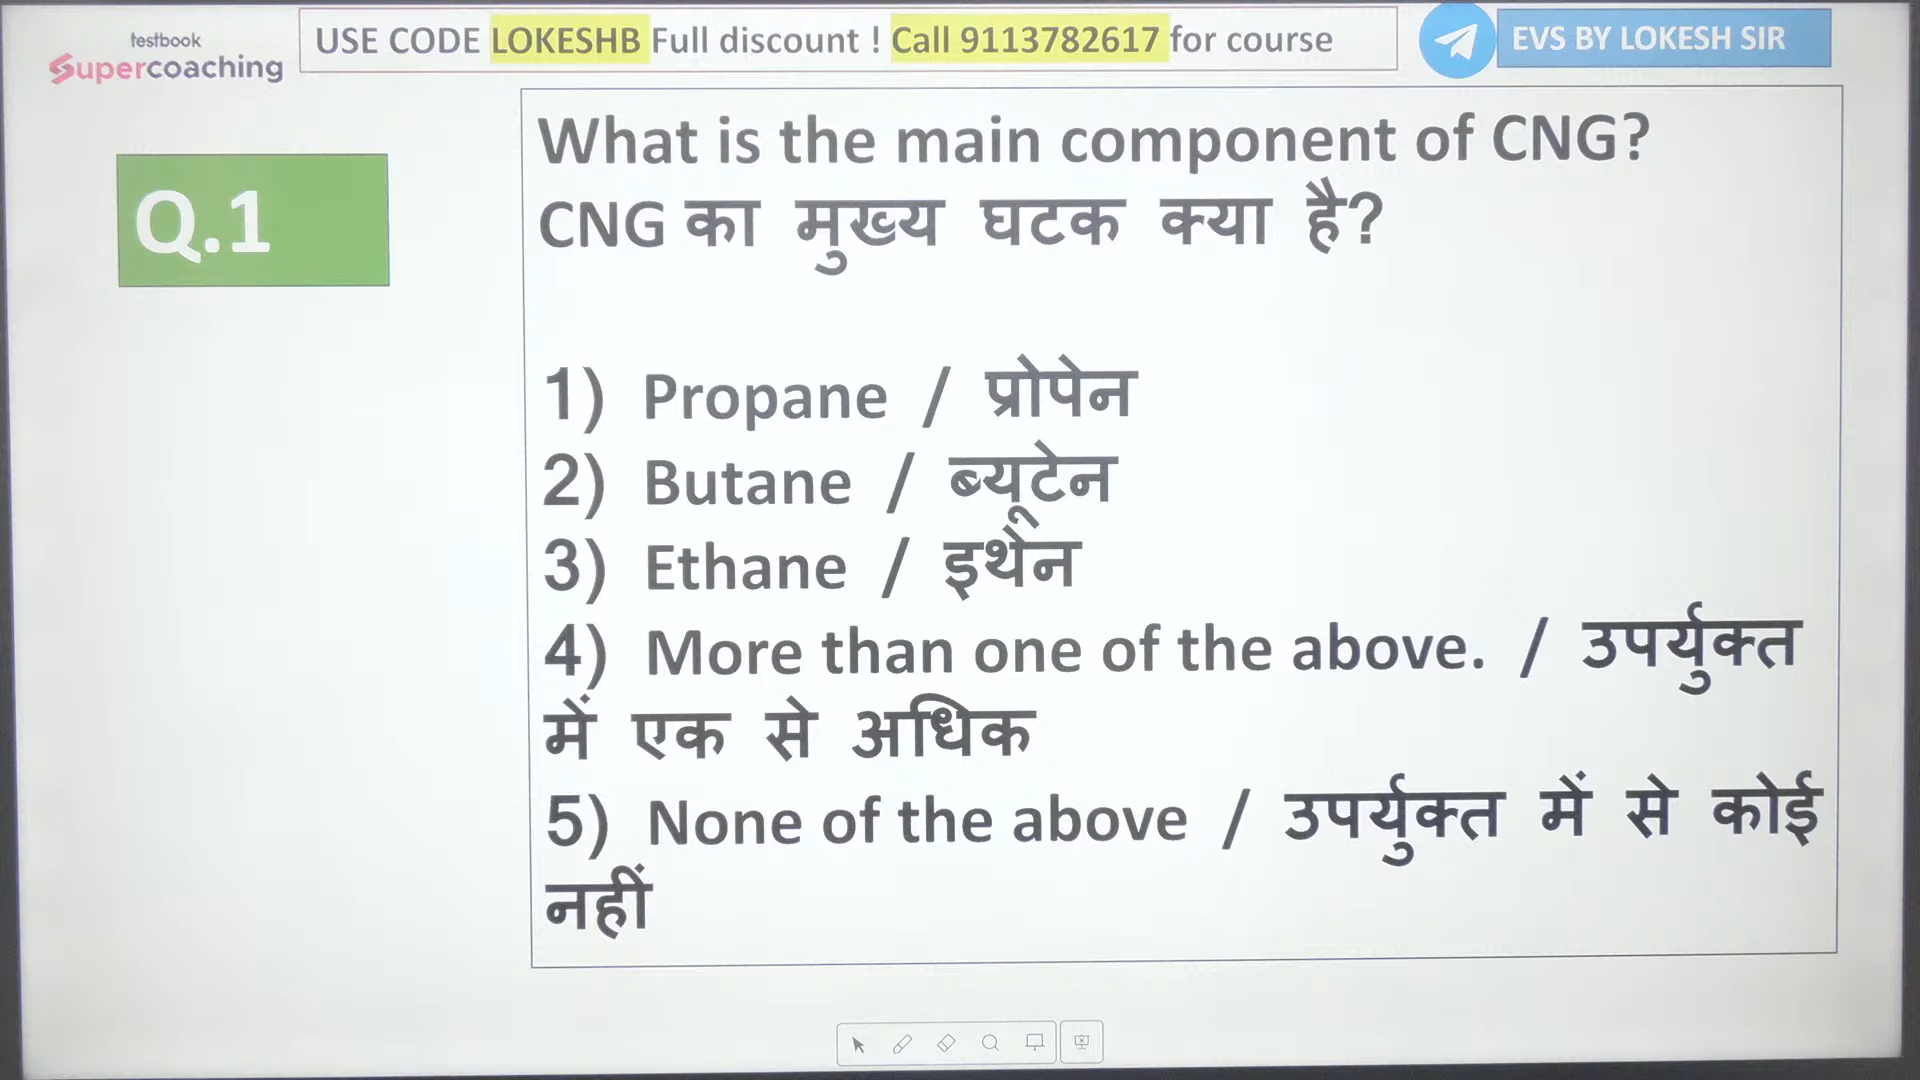 testbook
Supercoaching
USE CODE LOKESHB Full discount ! Call 9113782617 for course
EVS BY LOKESH SIR
Q.1
What is the main component of CNG?
CNG का मुख्य घटक क्या है?
1) Propane / प्रोपेन
2) Butane / ब्यूटेन
3) Ethane / इथेन
4) More than one of the above. / उपर्युक्त
में एक से अधिक
5) None of the above / उपर्युक्त में से कोई
नहीं